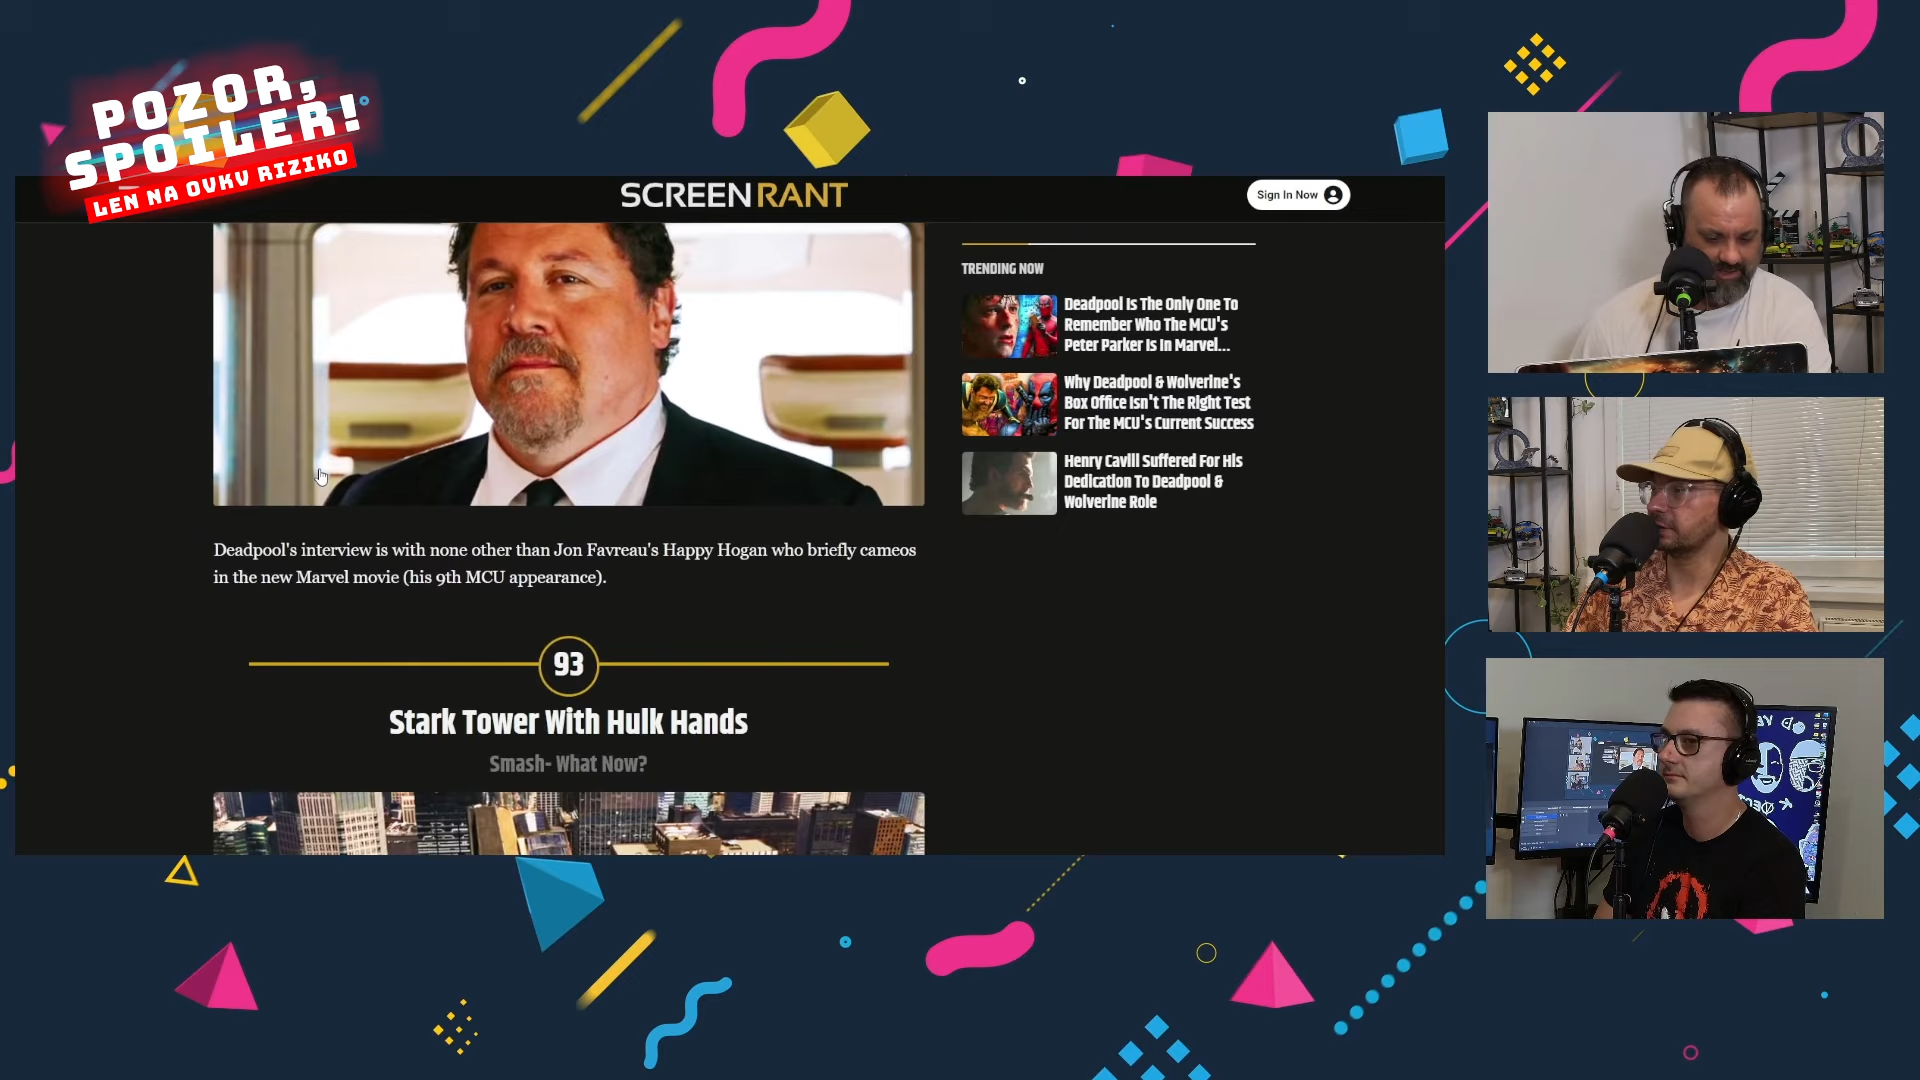 POZOR,
SPOILER!
LEN NA OVKV RIZIKO
SCREENRANT
Sign In Now
Deadpool's interview is with none other than Jon Favreau's Happy Hogan who briefly cameos
in the new Marvel movie (his 9th MCU appearance).
93
Stark Tower With Hulk Hands
Smash- What Now?
TRENDING NOW
Deadpool Is The Only One To
Remember Who The MCU's
Peter Parker Is In Marvel...
Why Deadpool & Wolverine's
Box Office Isn't The Right Test
For The MCU's Current Success
Henry Cavill Suffered For His
Dedication To Deadpool &
Wolverine Role